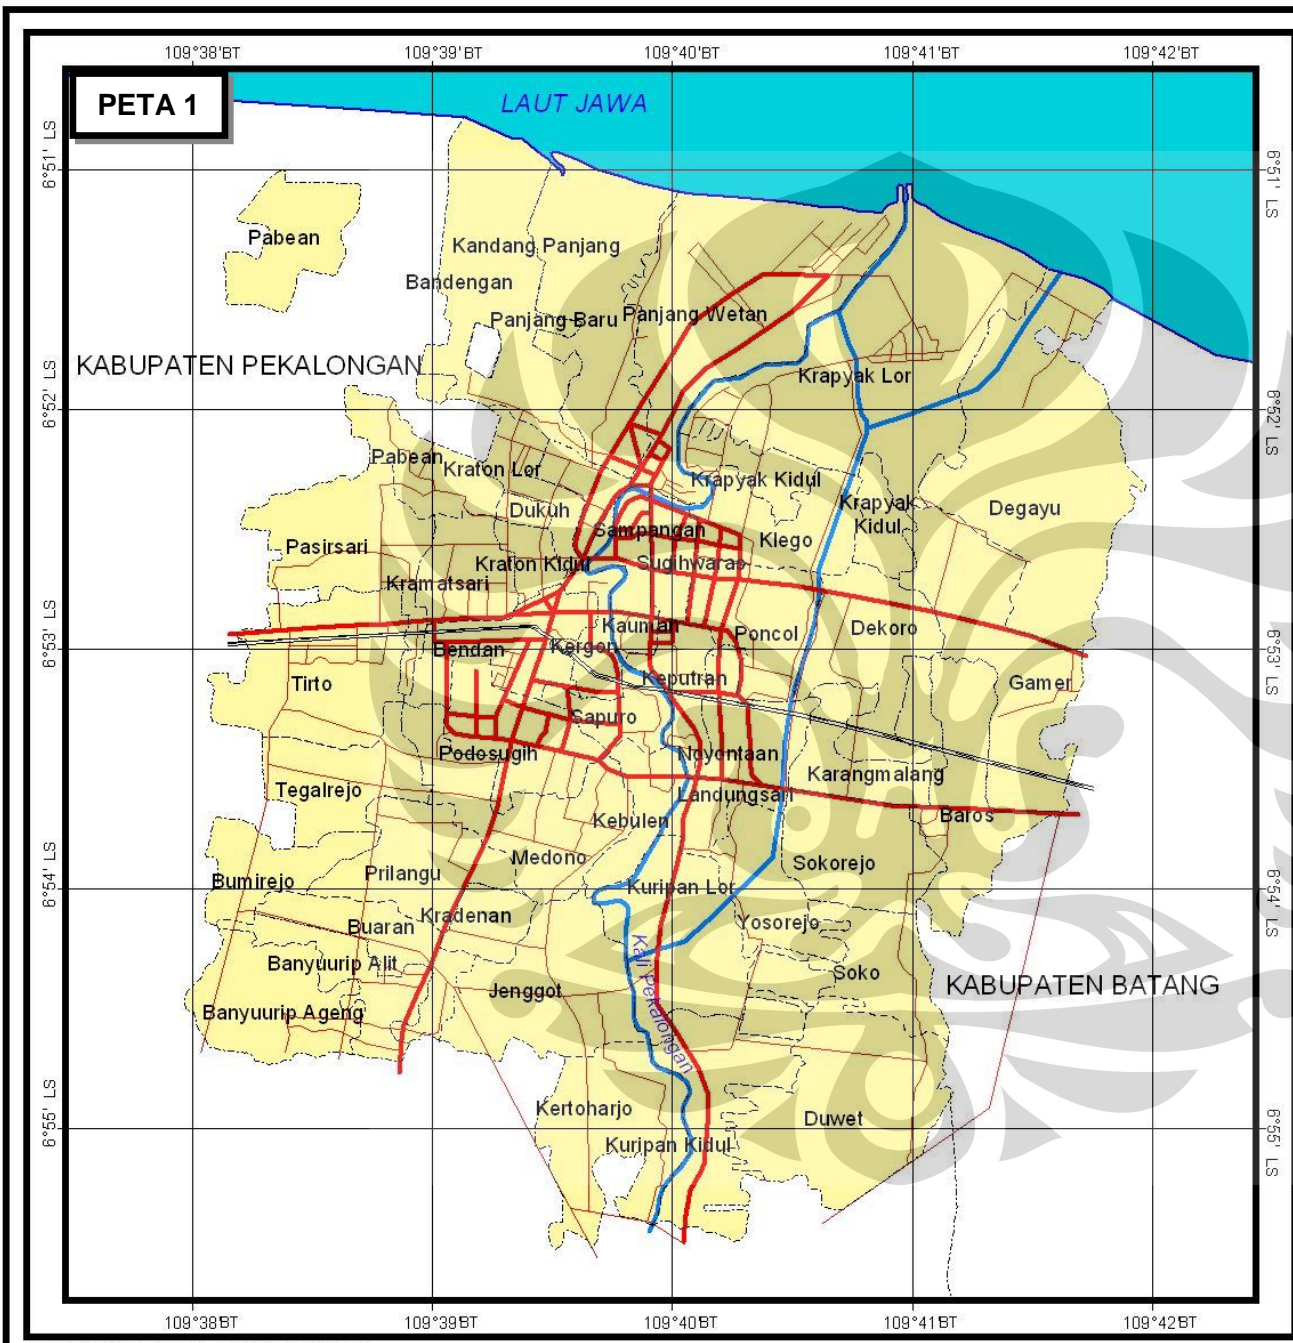 109°38'BT
109°39'BT
109°40'BT
109°41'BT
109°42'BT
PETA 1
LAUT JAWA
6°51' LS
6°51' LS
Pabean
Kandang Panjang
Bandengan
Panjang Baru
Panjang Wetan
KABUPATEN PEKALONGAN
Krapyak Lor
6°52' LS
6°52' LS
Pabean
Kraton Lor
Krapyak Kidul
Dukuh
Krapyak
Kidul
Degayu
Sampangan
Klego
Pasirsari
Kraton Kidul
Sugihwaras
Kramatsari
Kauman
Poncol
Dekoro
6°53' LS
6°53' LS
Bendan
Kergon
Keputran
Tirto
Gamer
Sapuro
Podosugih
Noyontaan
Karangmalang
Tegalrejo
Landungsari
Baros
Kebulen
Medono
Sokorejo
6°54' LS
6°54' LS
Bumirejo
Prilangu
Kuripan Lor
Kradenan
Yosorejo
Buaran
Banyuurip Alit
Soko
Kali Pekalongan
KABUPATEN BATANG
Jenggot
Banyuurip Ageng
Kertoharjo
Duwet
6°55' LS
6°55' LS
Kuripan Kidul
109°38'BT
109°39'BT
109°40'BT
109°41'BT
109°42'BT